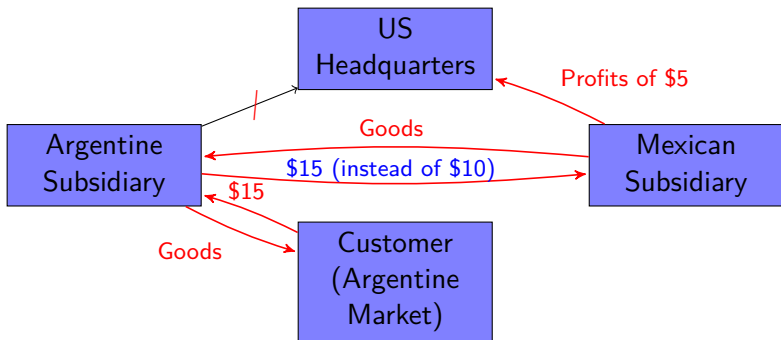 US
Headquarters
Profits of $5
Argentine
Subsidiary
Goods
$15 (instead of $10)
Mexican
Subsidiary
$15
Goods
Customer
(Argentine
Market)